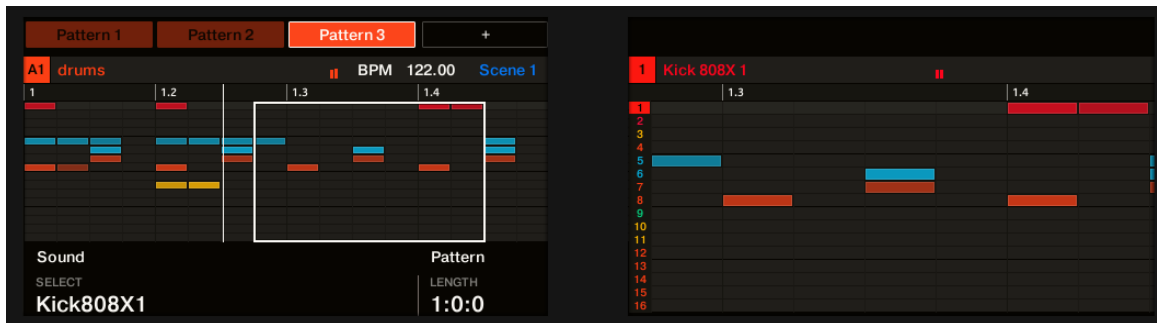 Pattern 1 Pattern 2 Pattern 3 +
A1 drums BPM 122.00 Scene 1
1 1.2 1.3 1.4
Sound Pattern
SELECT LENGTH
Kick808X1 1:0:0
1 Kick 808X 1
1.3 1.4
1
2
3
4
5
6
7
8
9
10
11
12
13
14
15
16